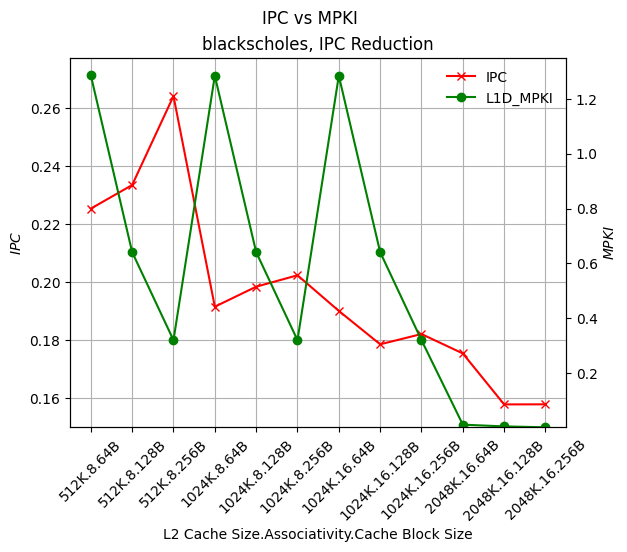 IPC vs MPKI
blackscholes, IPC Reduction
IPC
L1D_MPKI
0.26
0.24
0.22
0.20
0.18
0.16
IPC
1.2
1.0
0.8
0.6
0.4
0.2
MPKI
512K.8.64B
512K.8.128B
512K.8.256B
1024K.8.64B
1024K.8.128B
1024K.8.256B
1024K.16.64B
1024K.16.128B
1024K.16.256B
2048K.16.64B
2048K.16.128B
2048K.16.256B
L2 Cache Size.Associativity.Cache Block Size